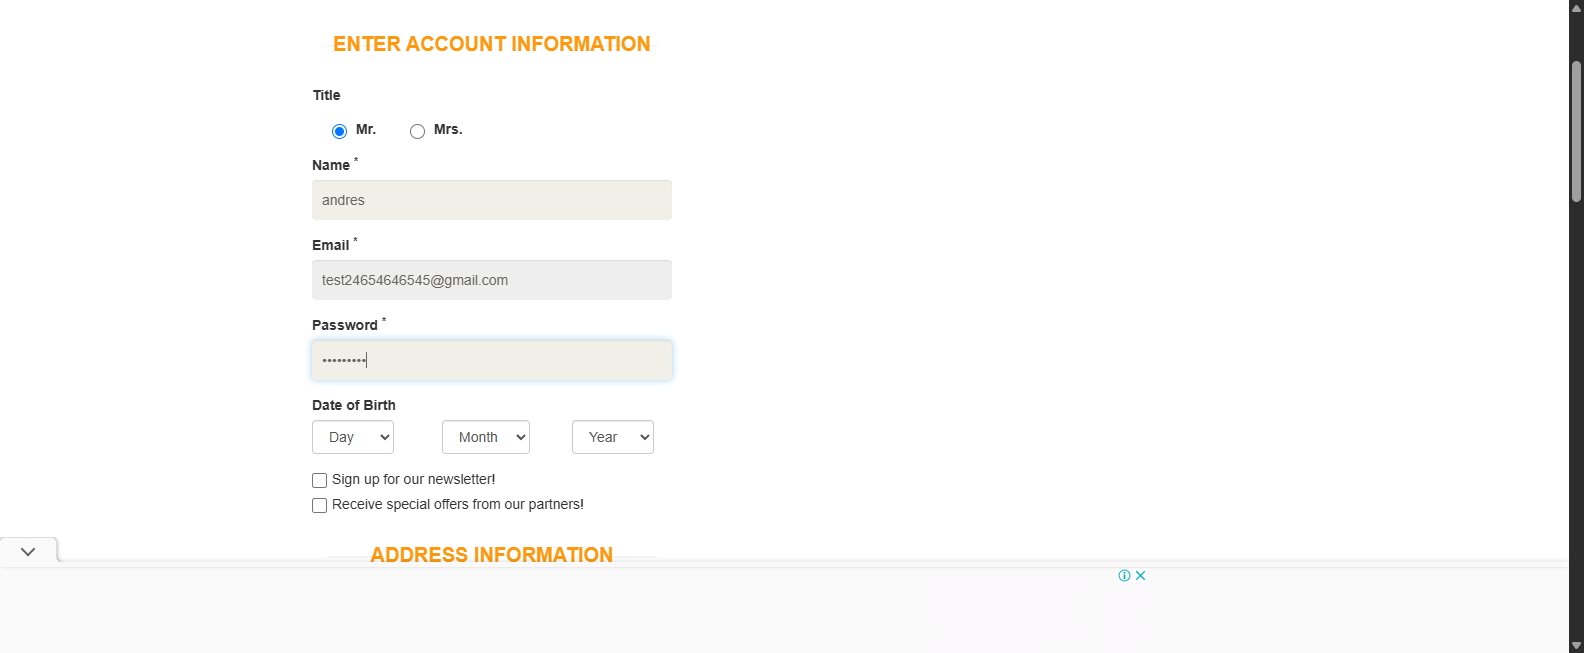 ENTER ACCOUNT INFORMATION
Title
Mr. Mrs.
Name *
andres
Email *
test24654646545@gmail.com
Password *
•••••••••
Date of Birth
Day Month Year
Sign up for our newsletter!
Receive special offers from our partners!
ADDRESS INFORMATION